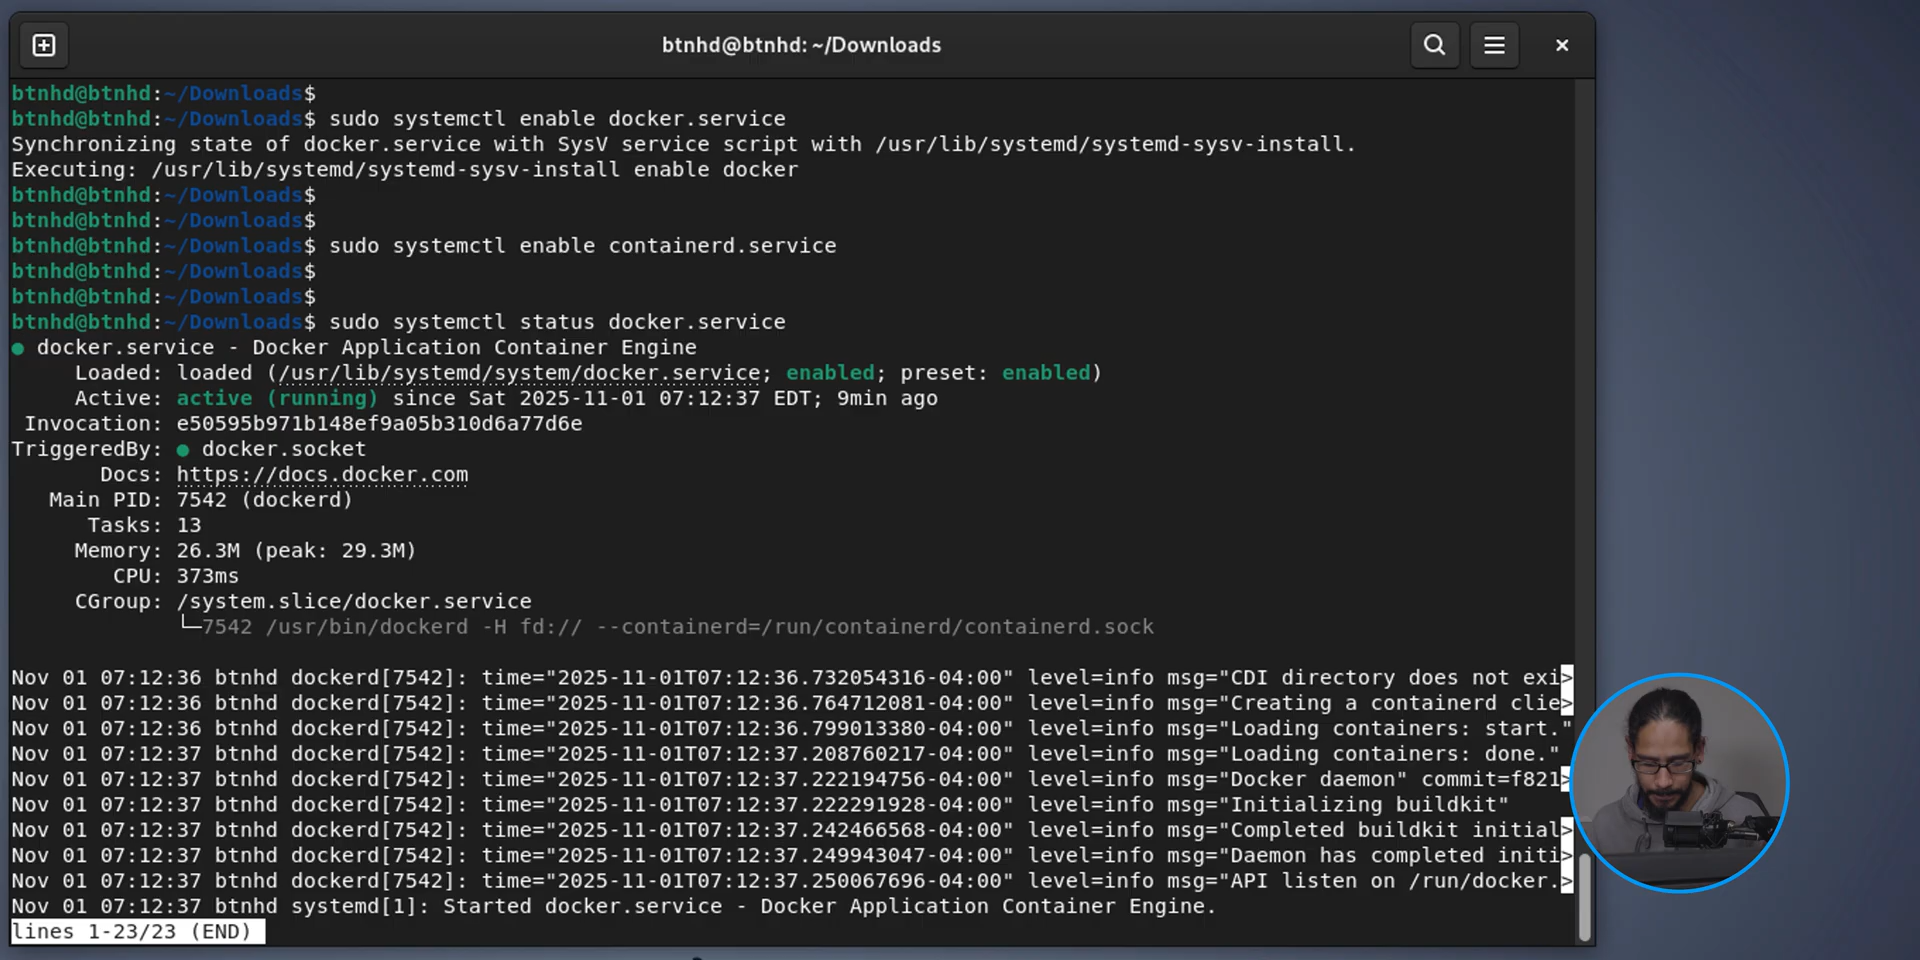 btnhd@btnhd: ~/Downloads
btnhd@btnhd:~/Downloads$
btnhd@btnhd:~/Downloads$ sudo systemctl enable docker.service
Synchronizing state of docker.service with SysV service script with /usr/lib/systemd/systemd-sysv-install.
Executing: /usr/lib/systemd/systemd-sysv-install enable docker
btnhd@btnhd:~/Downloads$
btnhd@btnhd:~/Downloads$
btnhd@btnhd:~/Downloads$ sudo systemctl enable containerd.service
btnhd@btnhd:~/Downloads$
btnhd@btnhd:~/Downloads$
btnhd@btnhd:~/Downloads$ sudo systemctl status docker.service
● docker.service - Docker Application Container Engine
Loaded: loaded (/usr/lib/systemd/system/docker.service; enabled; preset: enabled)
Active: active (running) since Sat 2025-11-01 07:12:37 EDT; 9min ago
Invocation: e50595b971b148ef9a05b310d6a77d6e
TriggeredBy: ● docker.socket
Docs: https://docs.docker.com
Main PID: 7542 (dockerd)
Tasks: 13
Memory: 26.3M (peak: 29.3M)
CPU: 373ms
CGroup: /system.slice/docker.service
└─7542 /usr/bin/dockerd -H fd:// --containerd=/run/containerd/containerd.sock
Nov 01 07:12:36 btnhd dockerd[7542]: time="2025-11-01T07:12:36.732054316-04:00" level=info msg="CDI directory does not exi>
Nov 01 07:12:36 btnhd dockerd[7542]: time="2025-11-01T07:12:36.764712081-04:00" level=info msg="Creating a containerd clie>
Nov 01 07:12:36 btnhd dockerd[7542]: time="2025-11-01T07:12:36.799013380-04:00" level=info msg="Loading containers: start."
Nov 01 07:12:37 btnhd dockerd[7542]: time="2025-11-01T07:12:37.208760217-04:00" level=info msg="Loading containers: done."
Nov 01 07:12:37 btnhd dockerd[7542]: time="2025-11-01T07:12:37.222194756-04:00" level=info msg="Docker daemon" commit=f821>
Nov 01 07:12:37 btnhd dockerd[7542]: time="2025-11-01T07:12:37.222291928-04:00" level=info msg="Initializing buildkit"
Nov 01 07:12:37 btnhd dockerd[7542]: time="2025-11-01T07:12:37.242466568-04:00" level=info msg="Completed buildkit initial>
Nov 01 07:12:37 btnhd dockerd[7542]: time="2025-11-01T07:12:37.249943047-04:00" level=info msg="Daemon has completed initi>
Nov 01 07:12:37 btnhd dockerd[7542]: time="2025-11-01T07:12:37.250067696-04:00" level=info msg="API listen on /run/docker.>
Nov 01 07:12:37 btnhd systemd[1]: Started docker.service - Docker Application Container Engine.
lines 1-23/23 (END)